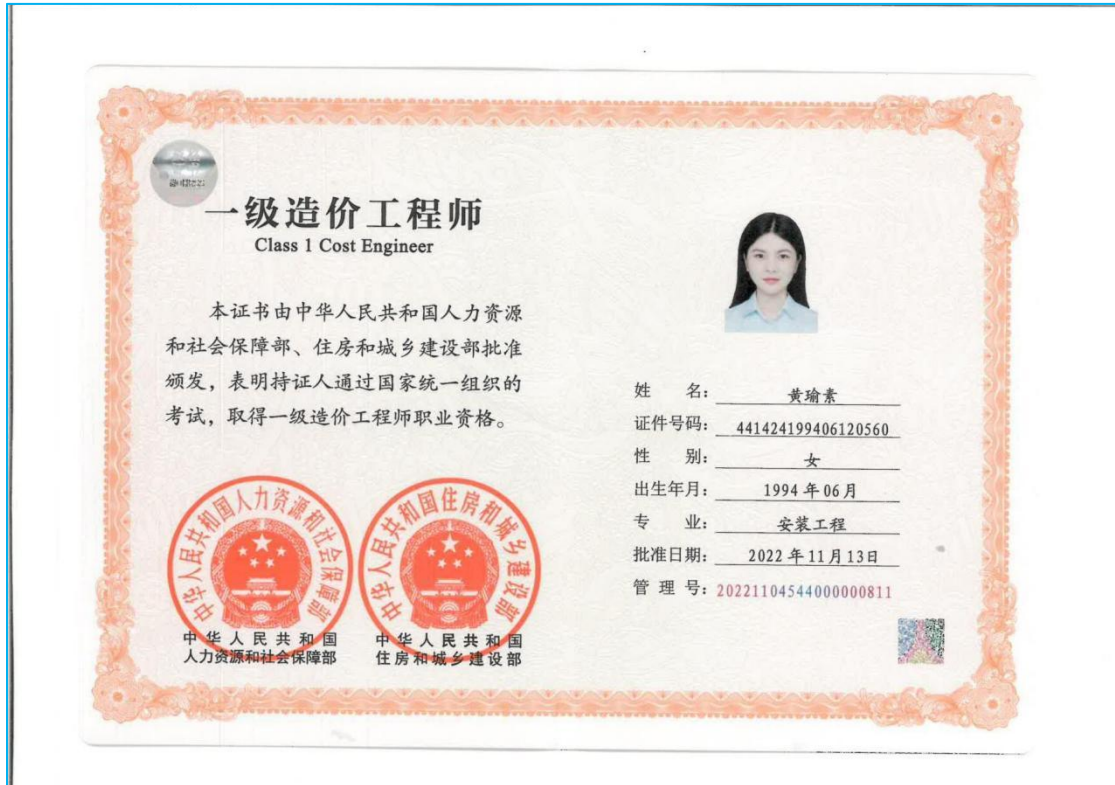 一级造价工程师
Class 1 Cost Engineer
本证书由中华人民共和国人力资源
和社会保障部、住房和城乡建设部批准
颁发，表明持证人通过国家统一组织的
考试，取得一级造价工程师职业资格。
中华人民共和国人力资源和社会保障部
中华人民共和国住房和城乡建设部
中华人民共和国
人力资源和社会保障部
中华人民共和国
住房和城乡建设部
姓 名：黄瑜素
证件号码：441424199406120560
性 别：女
出生年月：1994年06月
专 业：安装工程
批准日期：2022年11月13日
管 理 号：20221104544000000811